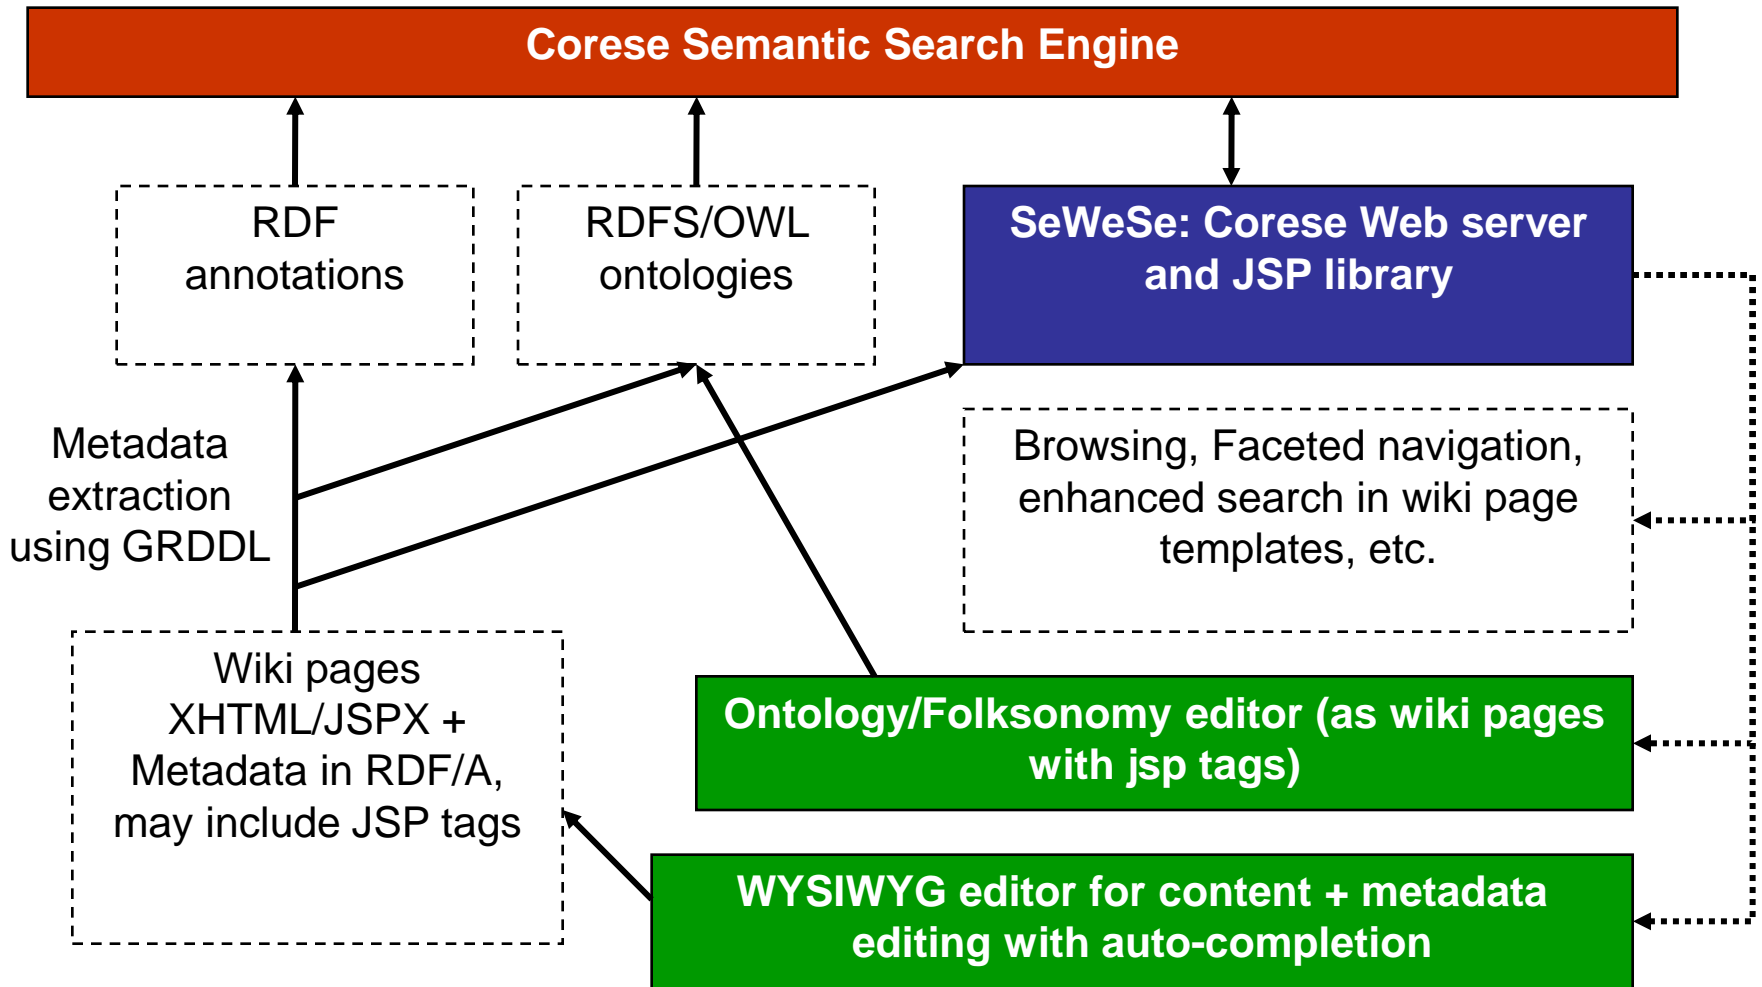 Corese Semantic Search Engine
RDF
annotations
RDFS/OWL
ontologies
SeWeSe: Corese Web server
and JSP library
Metadata
extraction
using GRDDL
Browsing, Faceted navigation,
enhanced search in wiki page
templates, etc.
Wiki pages
XHTML/JSPX +
Metadata in RDF/A,
may include JSP tags
Ontology/Folksonomy editor (as wiki pages
with jsp tags)
WYSIWYG editor for content + metadata
editing with auto-completion